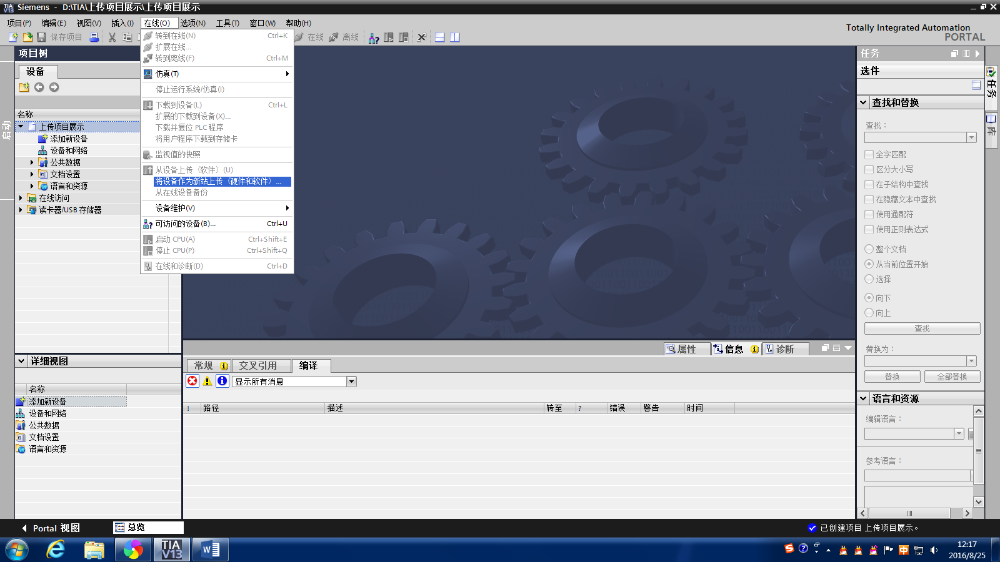 Siemens - D:\TIA\上传项目展示\上传项目展示
项目(P) 编辑(E) 视图(V) 插入(I) 在线(O) 选项(N) 工具(T) 窗口(W) 帮助(H)
Totally Integrated Automation
PORTAL
保存项目
在线 离线
转到在线(N) Ctrl+K
扩展在线...
转到离线(F) Ctrl+M
仿真(T)
停止运行系统/仿真(I)
下载到设备(L) Ctrl+L
扩展的下载到设备(X)...
下载并复位 PLC 程序
将用户程序下载到存储卡
监视值的快照
从设备上传（软件）(U)
将设备作为新站上传（硬件和软件）...
从在线设备备份
设备维护(V)
可访问的设备(B)... Ctrl+U
启动 CPU(A) Ctrl+Shift+E
停止 CPU(P) Ctrl+Shift+Q
在线和诊断(D) Ctrl+D
启动
项目树
设备
名称
上传项目展示
添加新设备
设备和网络
公共数据
文档设置
语言和资源
在线访问
读卡器/USB 存储器
详细视图
名称
添加新设备
设备和网络
公共数据
文档设置
语言和资源
属性 信息 诊断
常规 交叉引用 编译
显示所有消息
! 路径 描述 转至 ? 错误 警告 时间
任务
选件
查找和替换
查找：
全字匹配
区分大小写
在子结构中查找
在隐藏文本中查找
使用通配符
使用正则表达式
整个文档
从当前位置开始
选择
向下
向上
查找
替换为：
替换 全部替换
语言和资源
编辑语言：
参考语言：
任务
库
Portal 视图 总览
已创建项目 上传项目展示。
TIA V13
中
12:17
2016/8/25